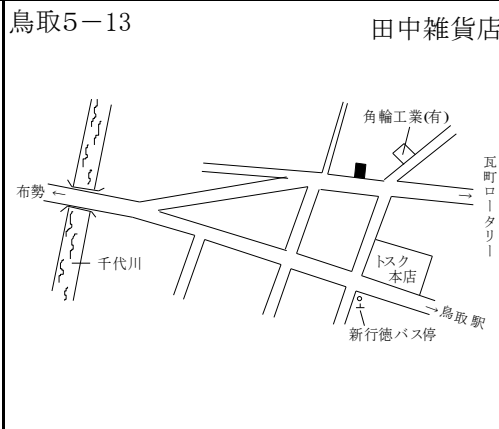 鳥取5－13
田中雑貨店
角輪工業(有)
瓦町ロータリー
→
布勢 ←
千代川
トスク
本店
→鳥取駅
新行徳バス停